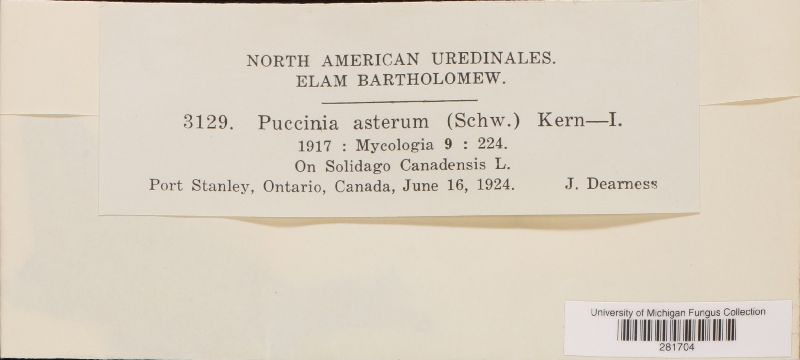 NORTH AMERICAN UREDINALES.
ELAM BARTHOLOMEW.
3129. Puccinia asterum (Schw.) Kern—I.
1917 : Mycologia 9 : 224.
On Solidago Canadensis L.
Port Stanley, Ontario, Canada, June 16, 1924. J. Dearness
University of Michigan Fungus Collection
281704